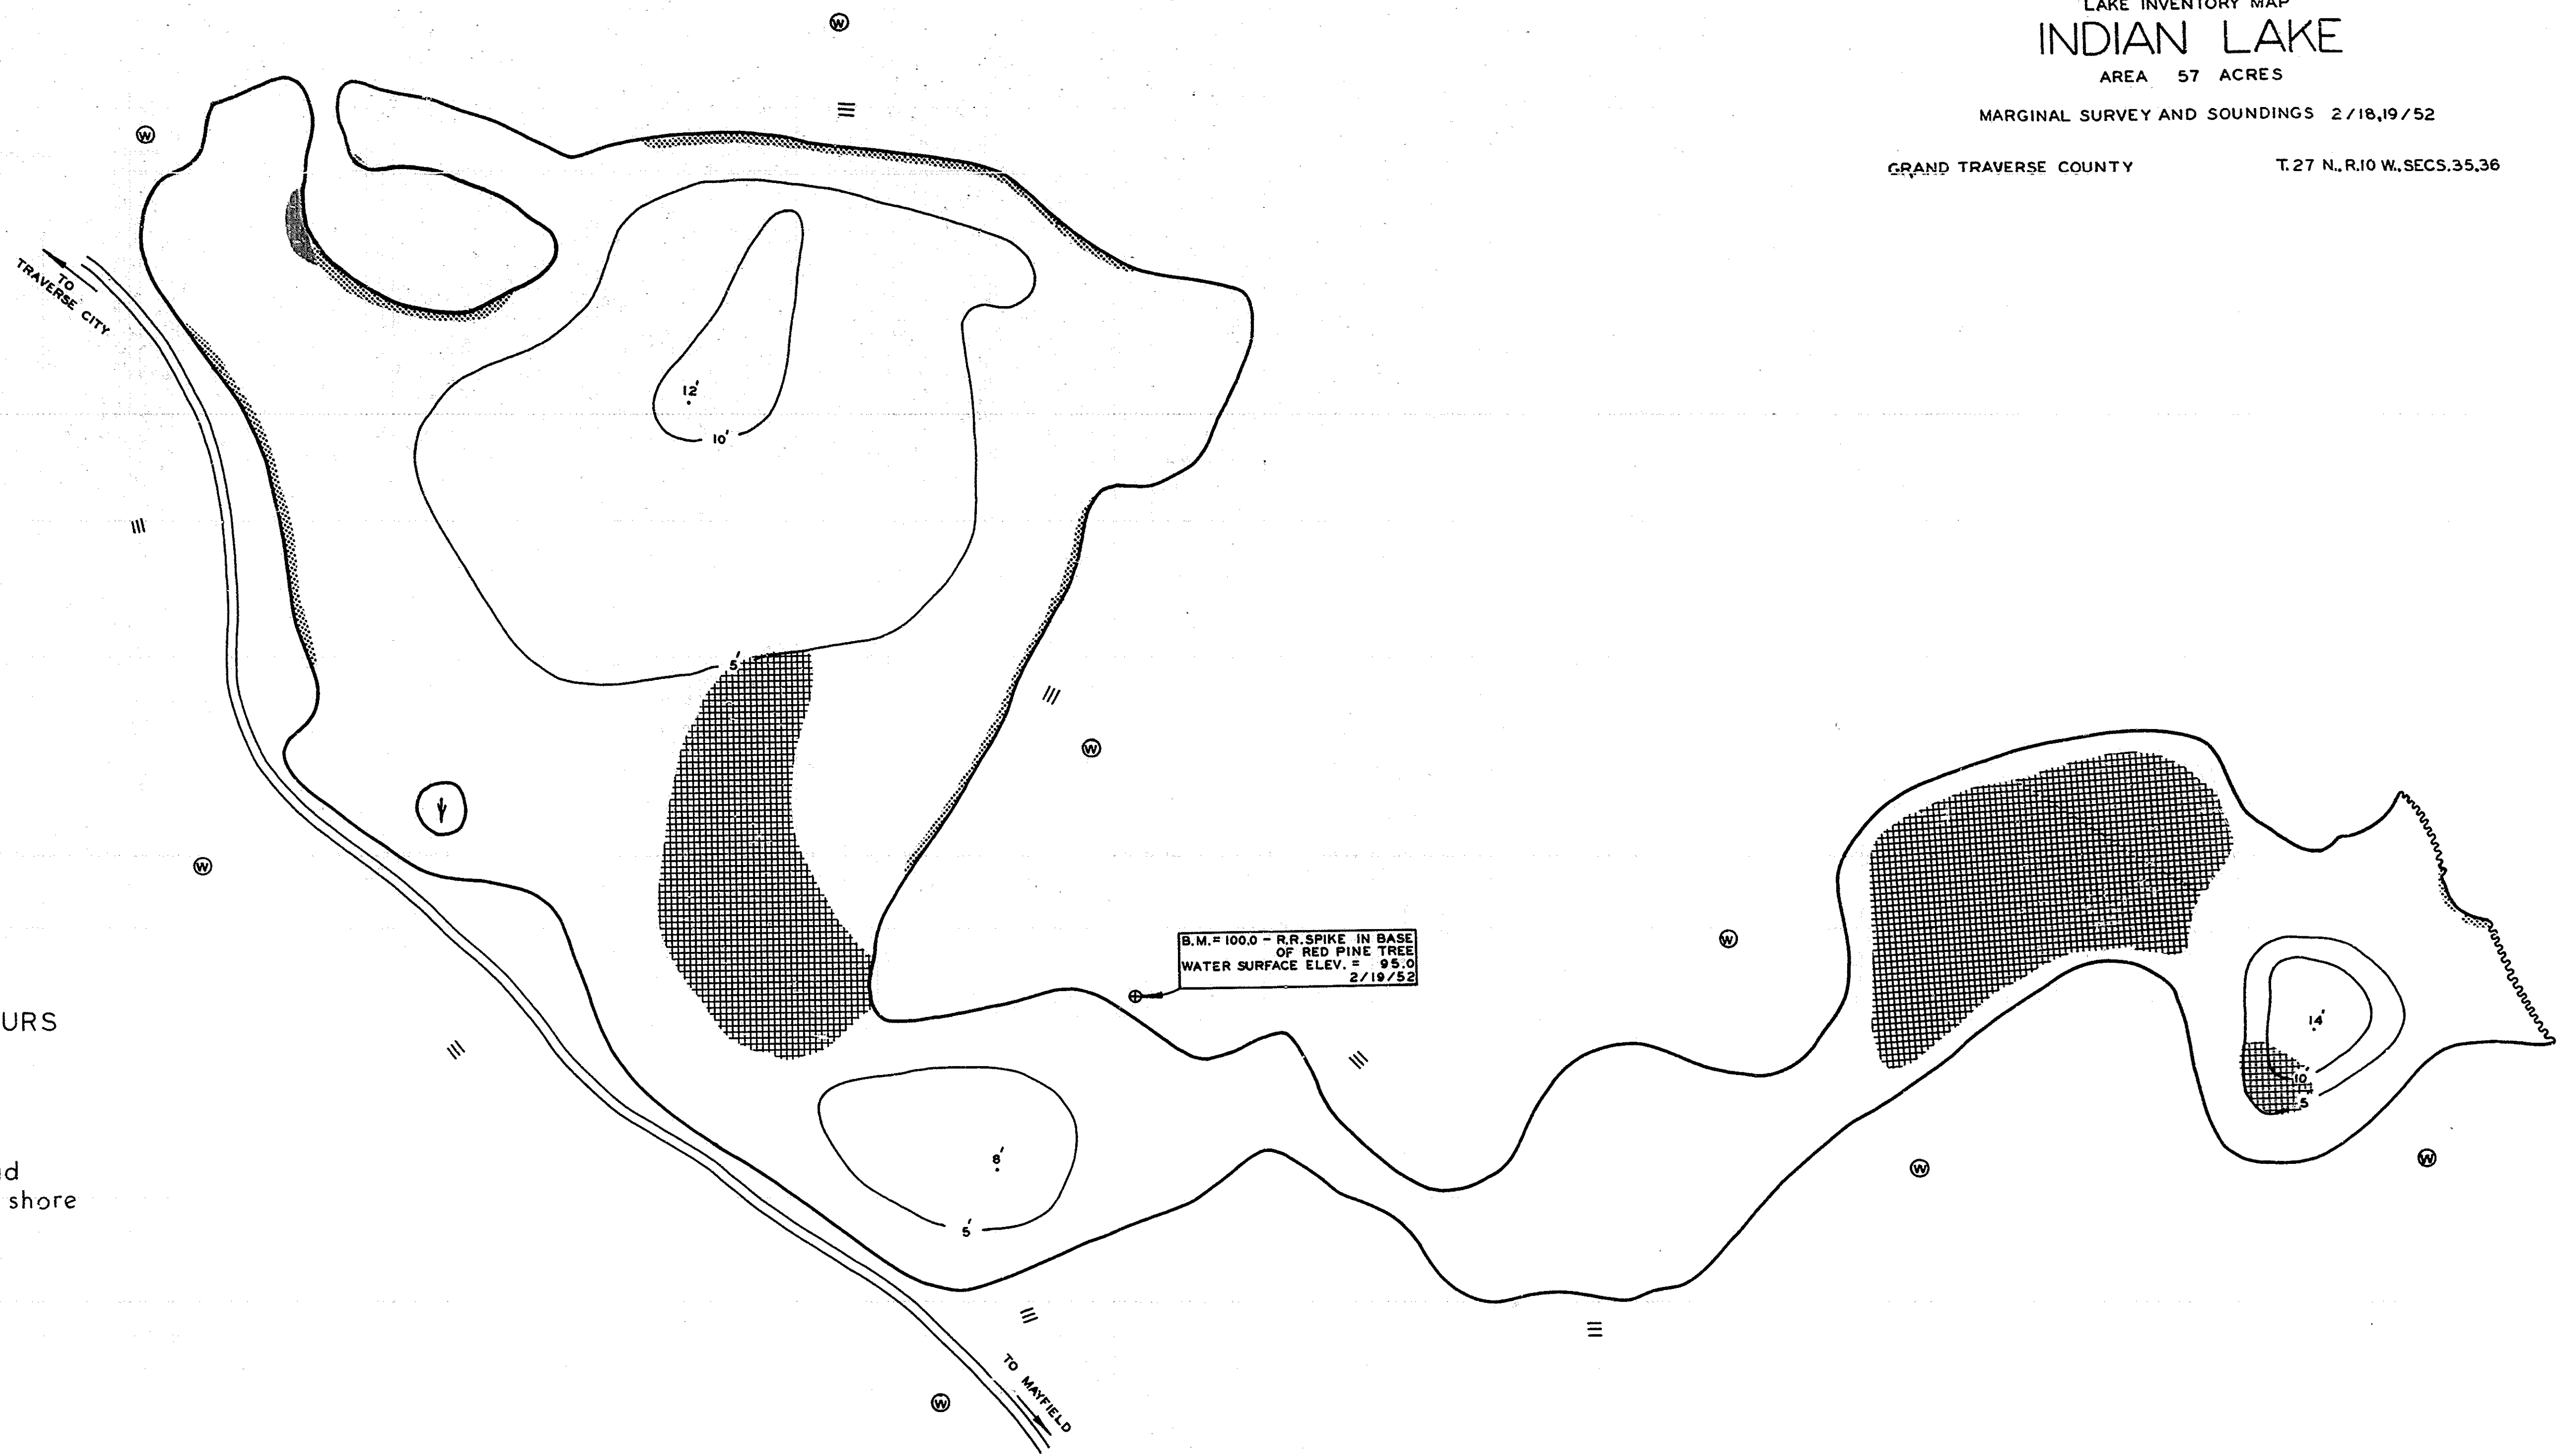 LAKE INVENTORY MAP
INDIAN LAKE
AREA 57 ACRES
MARGINAL SURVEY AND SOUNDINGS 2/18,19/52
GRAND TRAVERSE COUNTY T.27 N., R.10 W., SECS.35,36
W
W
TO
TRAVERSE CITY
12'
10'
5'
W
W
B.M.= 100.0 - R.R. SPIKE IN BASE
OF RED PINE TREE
WATER SURFACE ELEV. = 95.0
2/19/52
W
14'
10'
5
URS
8'
5'
W
W
shore
TO MAYFIELD
W